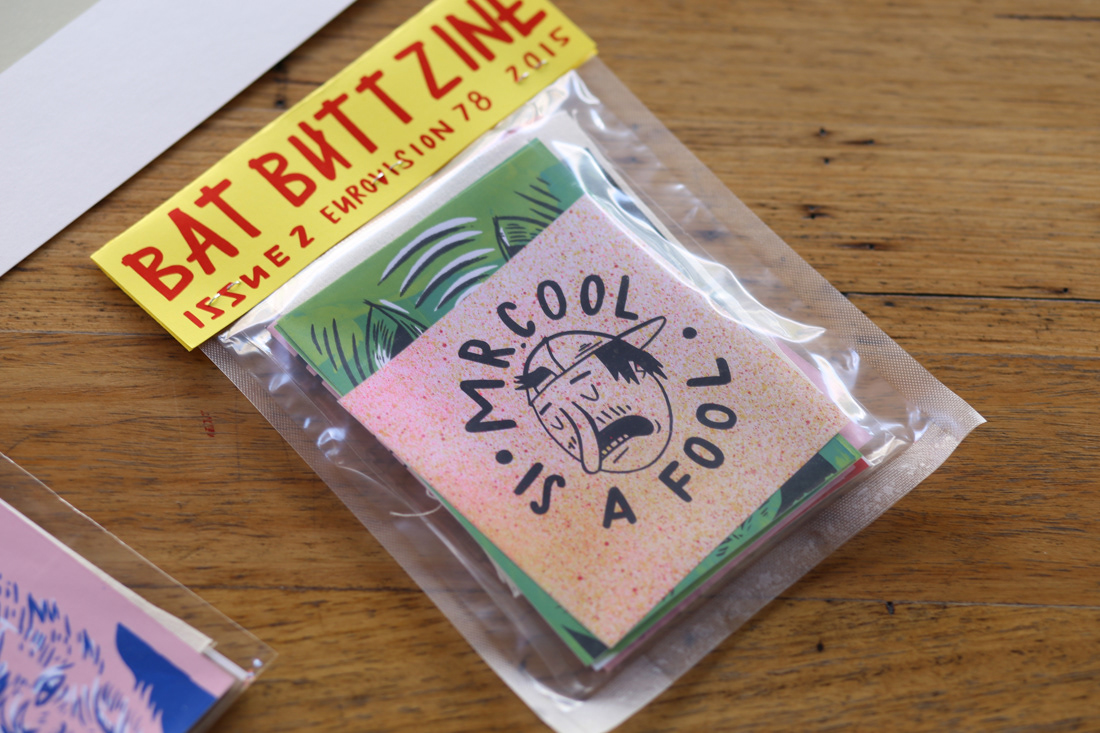 BAT BUTT ZINE
ISSUE 2 EUROVISION 78 2015
MR. COOL
IS A FOOL.